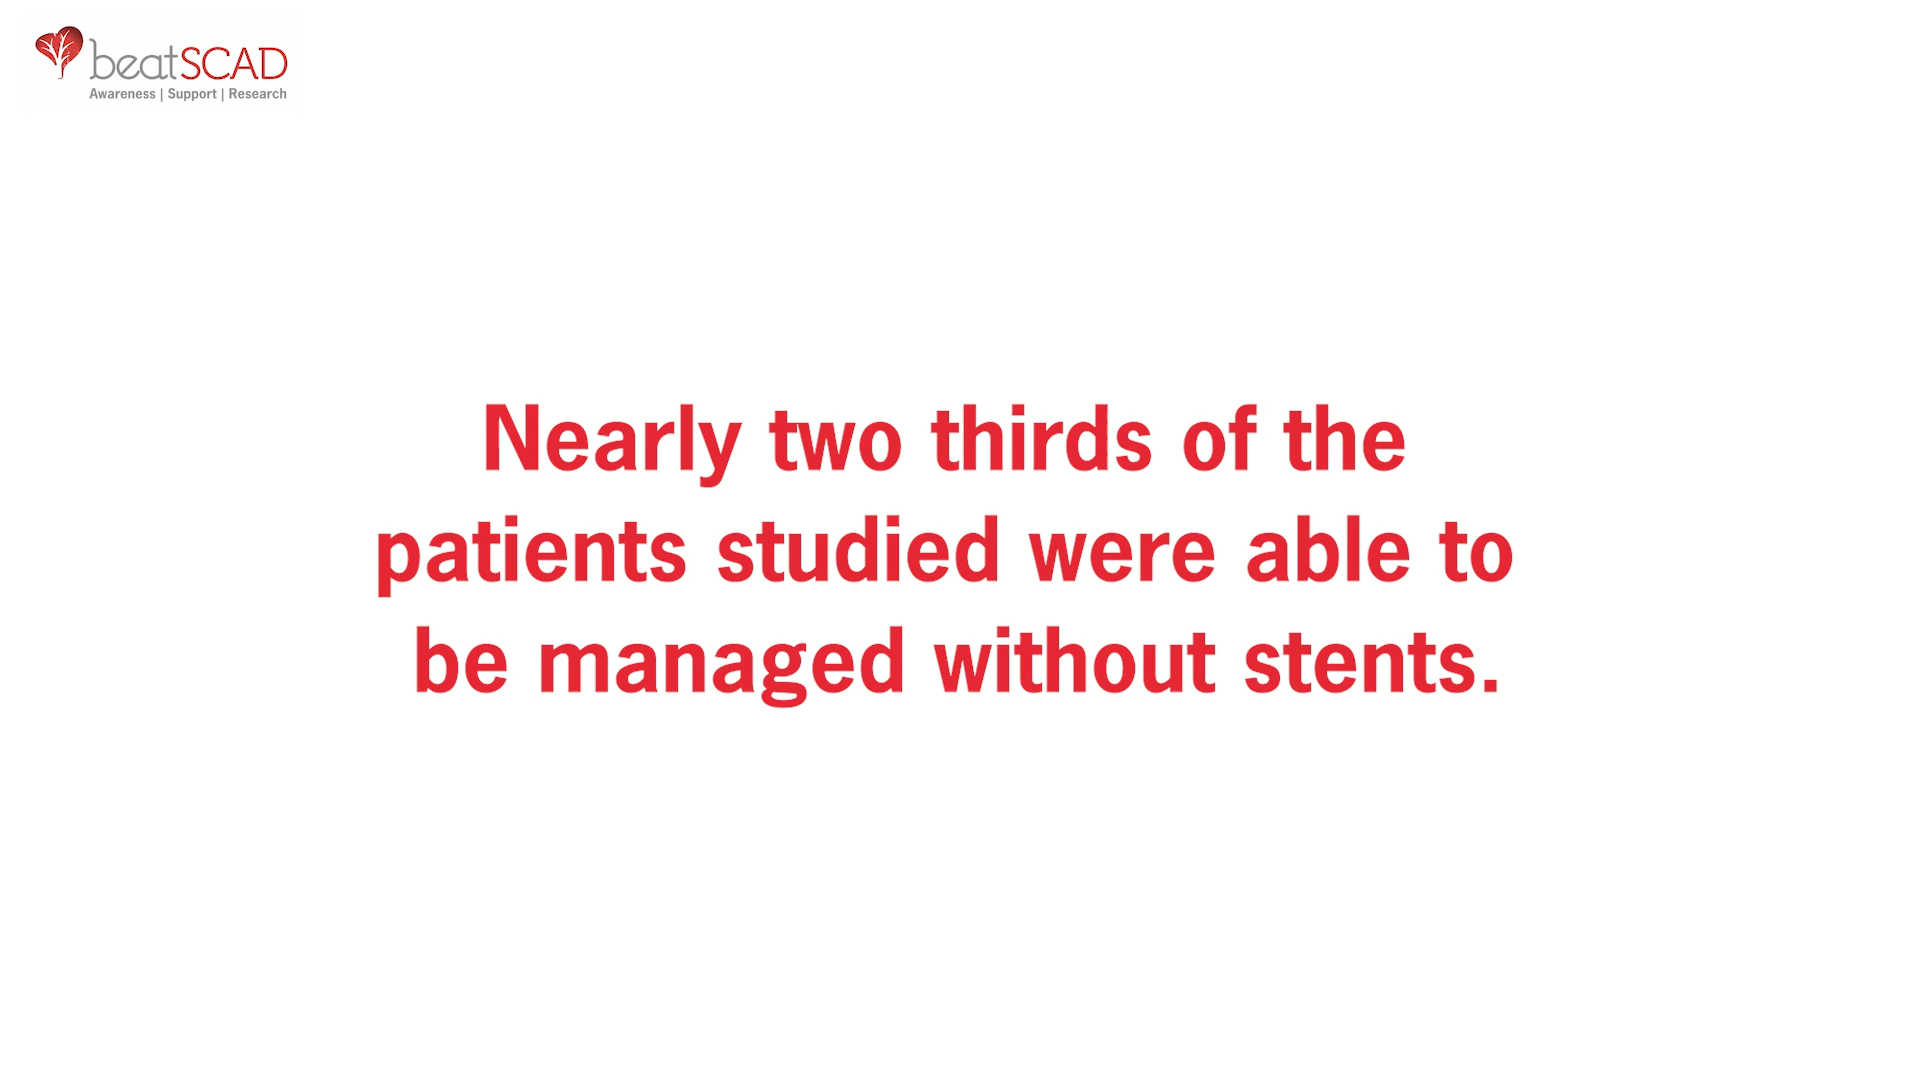 beatSCAD
Awareness | Support | Research
Nearly two thirds of the
patients studied were able to
be managed without stents.